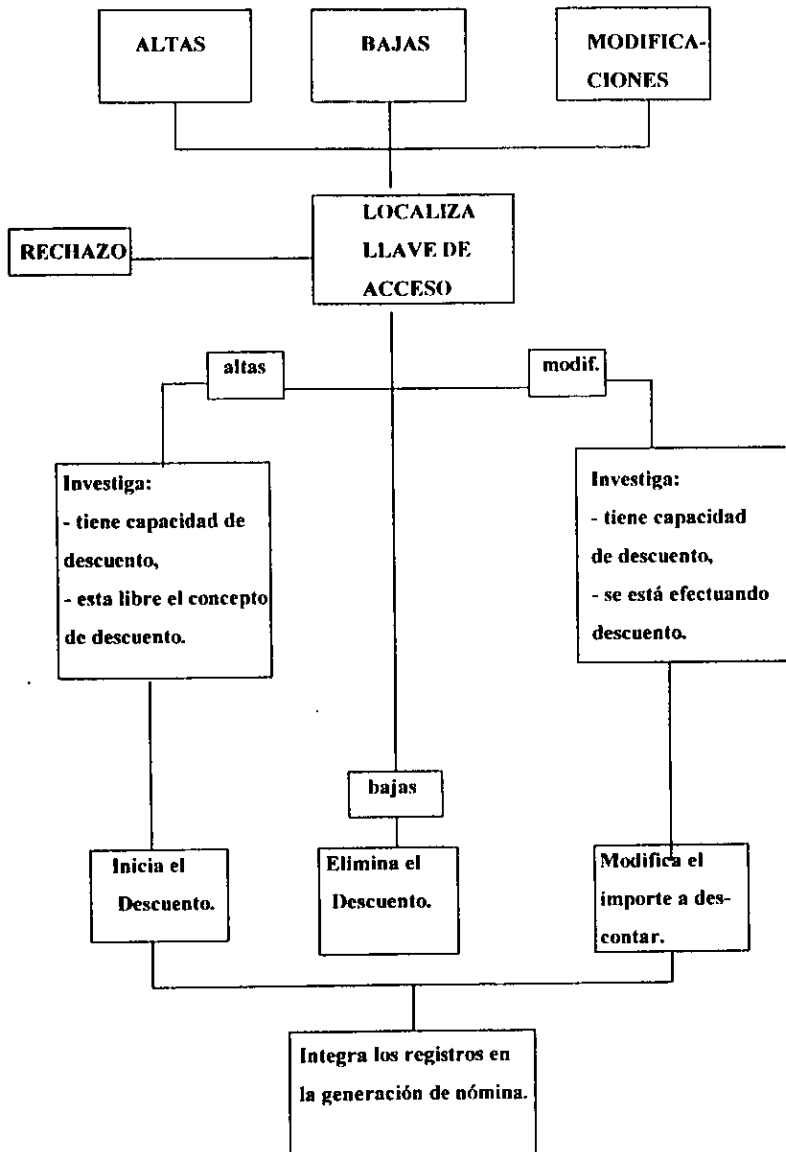 ALTAS
BAJAS
MODIFICA-
CIONES
LOCALIZA
LLAVE DE
ACCESO
RECHAZO
altas
modif.
Investiga:
- tiene capacidad de
descuento,
- esta libre el concepto
de descuento.
Investiga:
- tiene capacidad
de descuento,
- se está efectuando
descuento.
bajas
Inicia el
Descuento.
Elimina el
Descuento.
Modifica el
importe a des-
contar.
Integra los registros en
la generación de nómina.